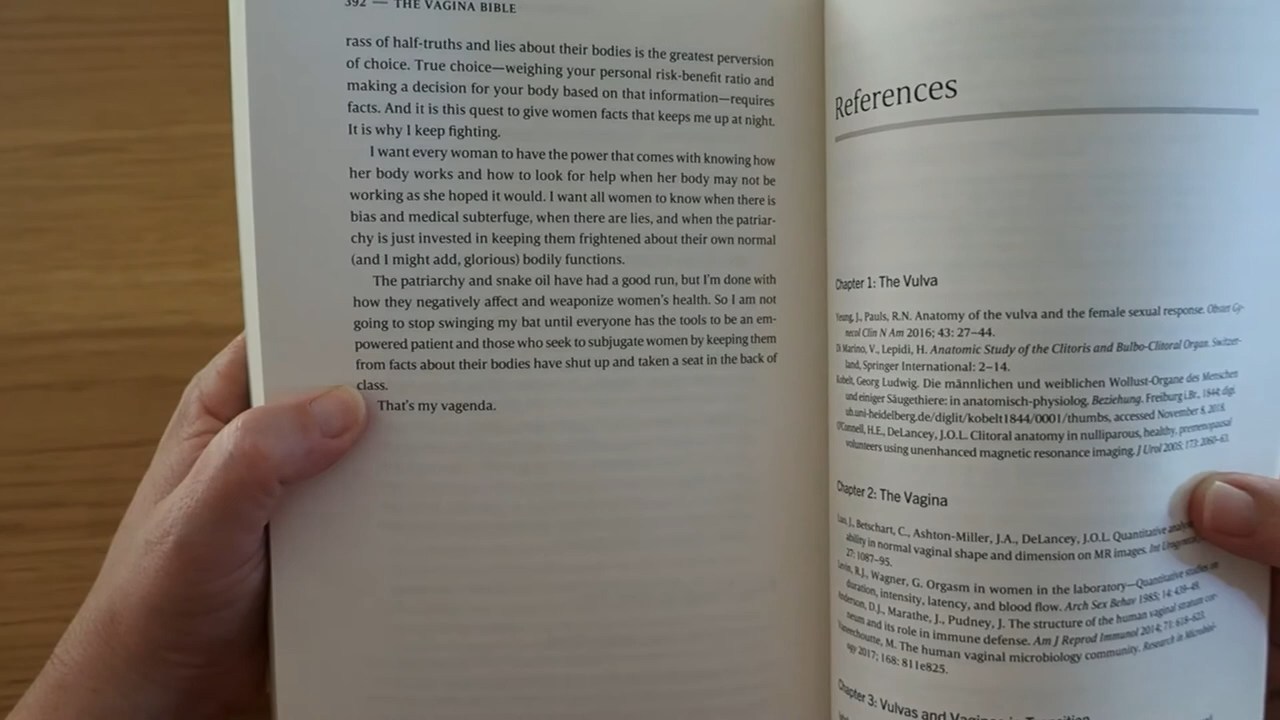 392 — THE VAGINA BIBLE
rass of half-truths and lies about their bodies is the greatest perversion
of choice. True choice—weighing your personal risk-benefit ratio and
making a decision for your body based on that information—requires
facts. And it is this quest to give women facts that keeps me up at night.
It is why I keep fighting.
I want every woman to have the power that comes with knowing how
her body works and how to look for help when her body may not be
working as she hoped it would. I want all women to know when there is
bias and medical subterfuge, when there are lies, and when the patriar-
chy is just invested in keeping them frightened about their own normal
(and I might add, glorious) bodily functions.
The patriarchy and snake oil have had a good run, but I'm done with
how they negatively affect and weaponize women's health. So I am not
going to stop swinging my bat until everyone has the tools to be an em-
powered patient and those who seek to subjugate women by keeping them
from facts about their bodies have shut up and taken a seat in the back of
class.
That's my vagenda.
References
Chapter 1: The Vulva
J., Pauls, R.N. Anatomy of the vulva and the female sexual response. Obstet Gy-
necol Clin N Am 2016; 43: 27–44.
Di Marino, V., Lepidi, H. Anatomic Study of the Clitoris and Bulbo-Clitoral Organ. Switzer-
land, Springer International: 2–14.
Kobelt, Georg Ludwig. Die männlichen und weiblichen Wollust-Organe des Menschen
und einiger Säugethiere: in anatomisch-physiolog. Beziehung. Freiburg i.Br., 1844; digi.
ub.uni-heidelberg.de/diglit/kobelt1844/0001/thumbs, accessed November 8, 2018.
O'Connell, H.E., DeLancey, J.O.L. Clitoral anatomy in nulliparous, healthy, premenopausal
volunteers using unenhanced magnetic resonance imaging. J Urol 2005; 173: 2060–63.
Chapter 2: The Vagina
J., Betschart, C., Ashton-Miller, J.A., DeLancey, J.O.L. Quantitative
ability in normal vaginal shape and dimension on MR images. Int
27: 1087–95.
Levin, R.J., Wagner, G. Orgasm in women in the laboratory—Quantitative studies on
duration, intensity, latency, and blood flow. Arch Sex Behav 1985; 14: 439–49.
Anderson, D.J., Marathe, J., Pudney, J. The structure of the human vaginal stratum cor-
neum and its role in immune defense. Am J Reprod Immunol 2014; 71: 618–623.
M. The human vaginal microbiology community. Research in Microbiol-
ogy 2017; 168: 811e825.
Chapter 3: Vulvas and Vaginas in Transition